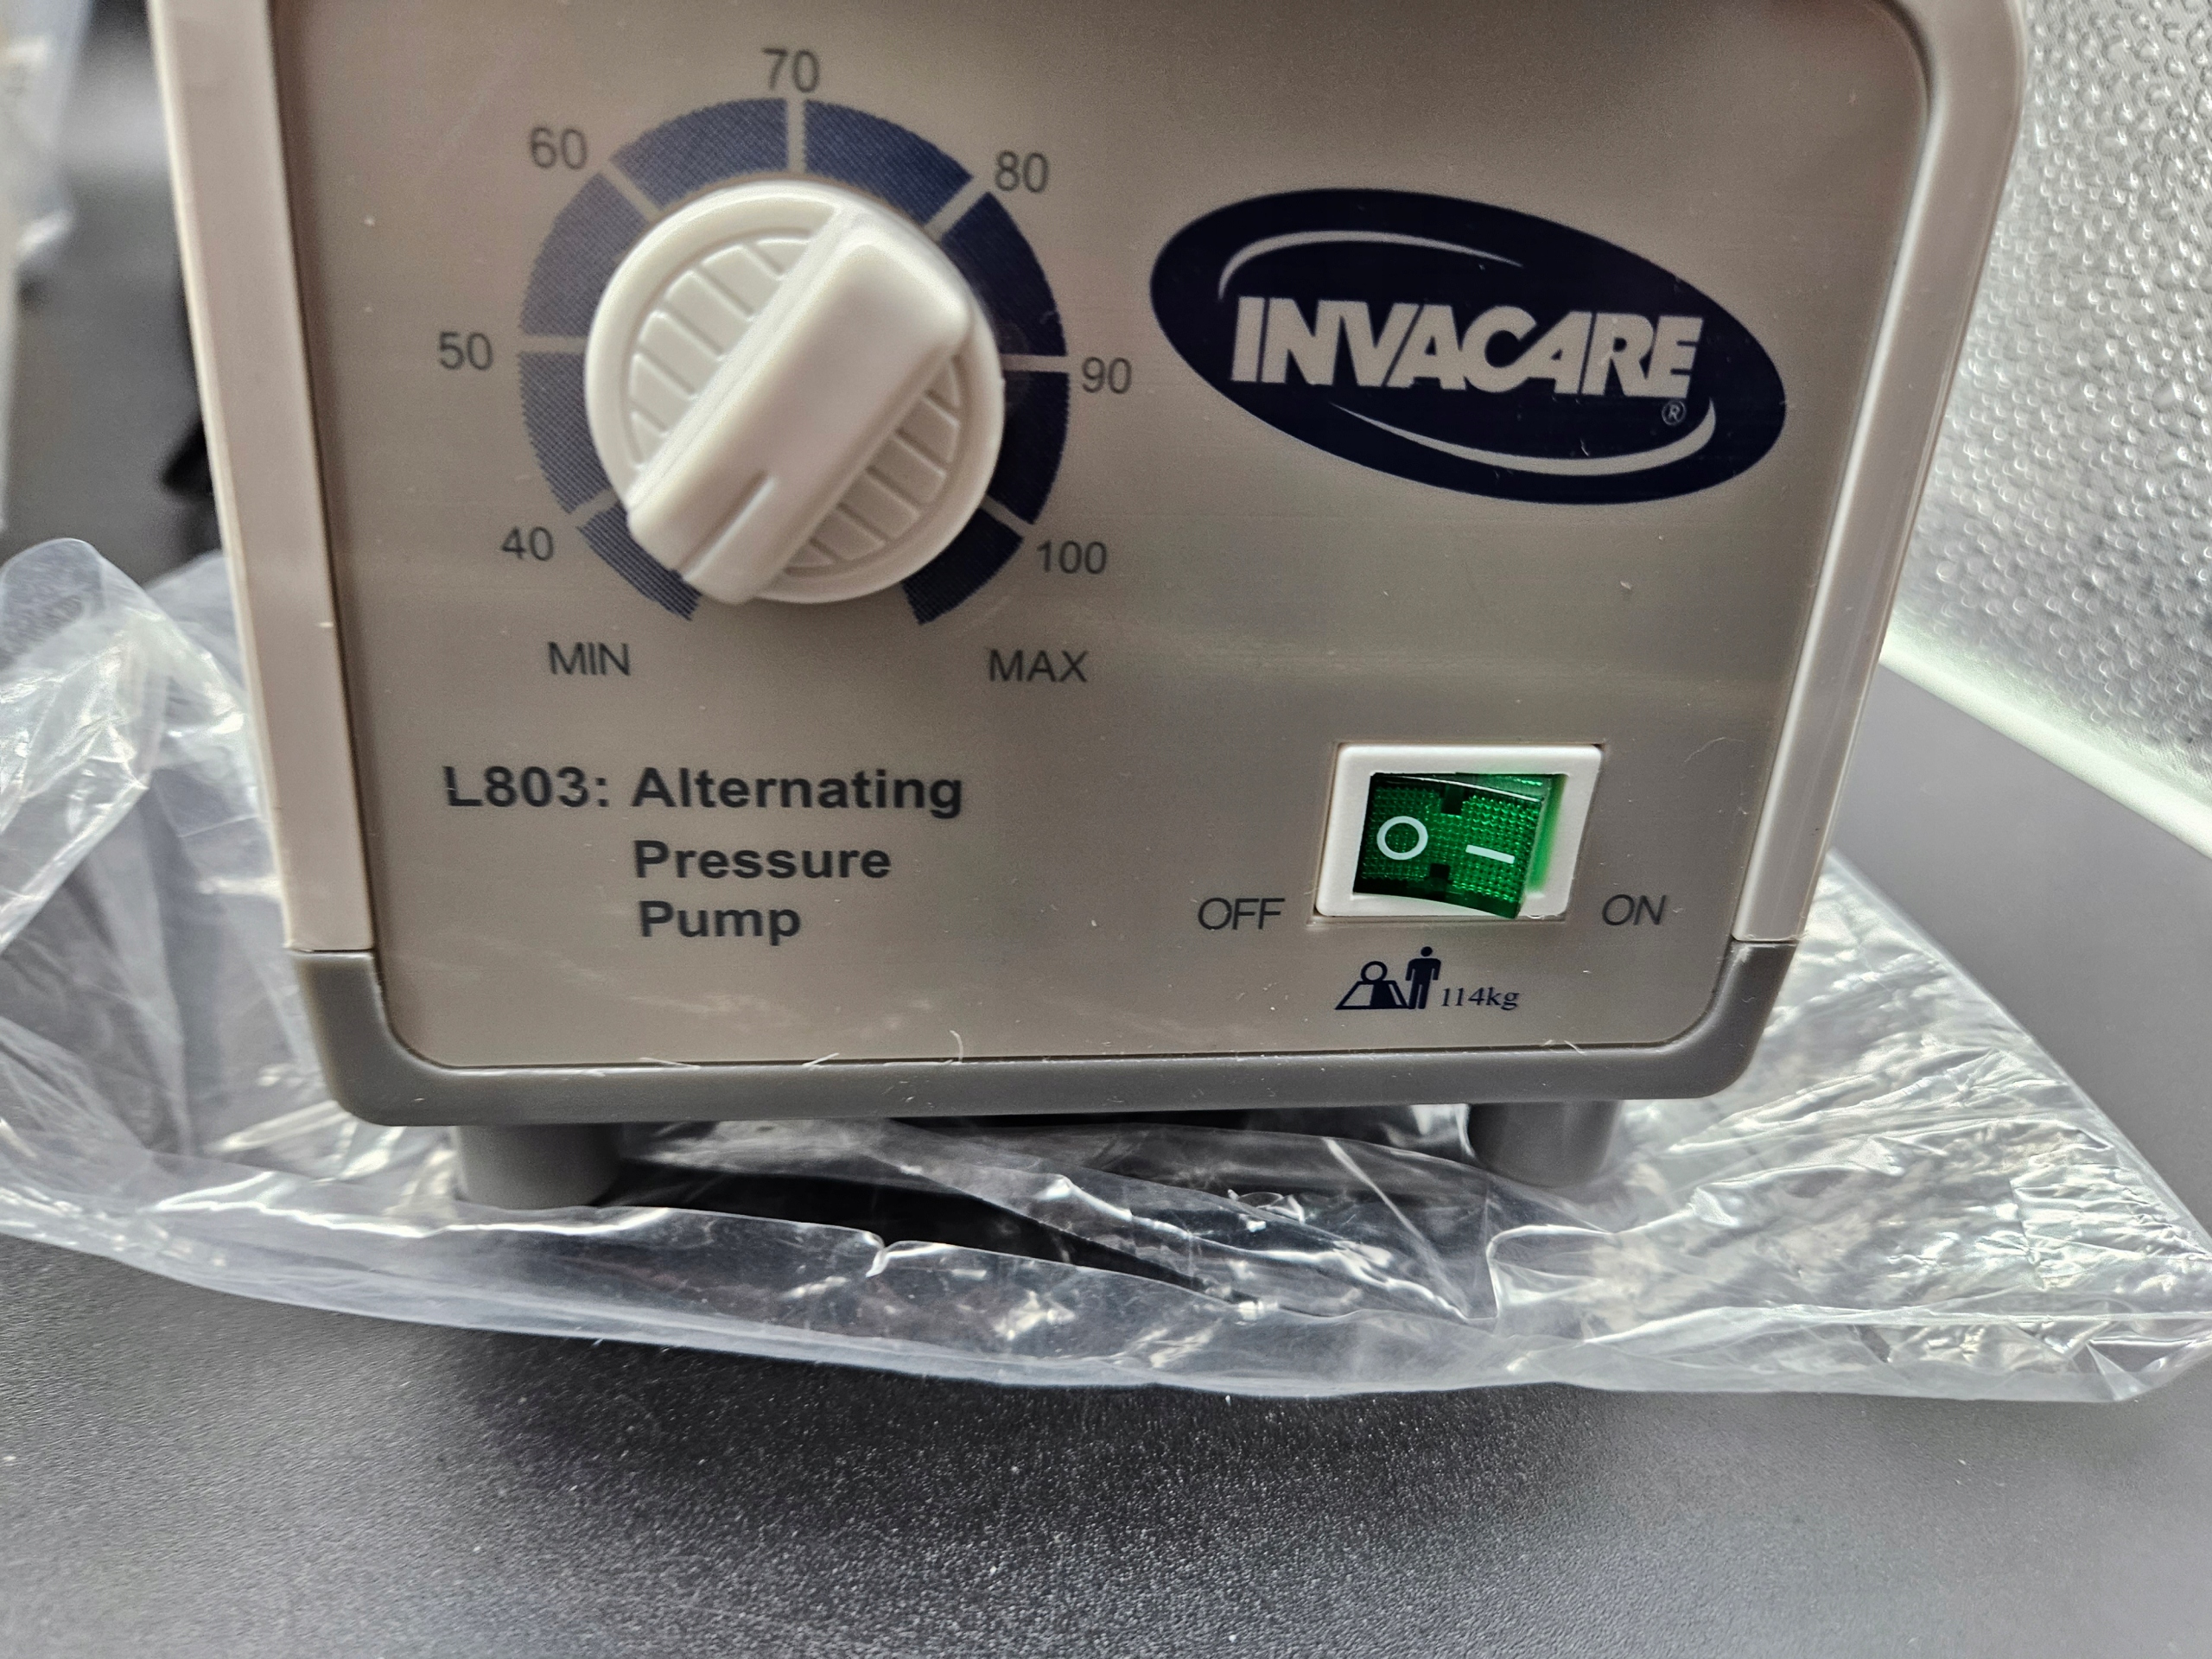 70
60
80
50
90
40
100
MIN
MAX
INVACARE®
L803: Alternating
Pressure
Pump
OFF
ON
114kg